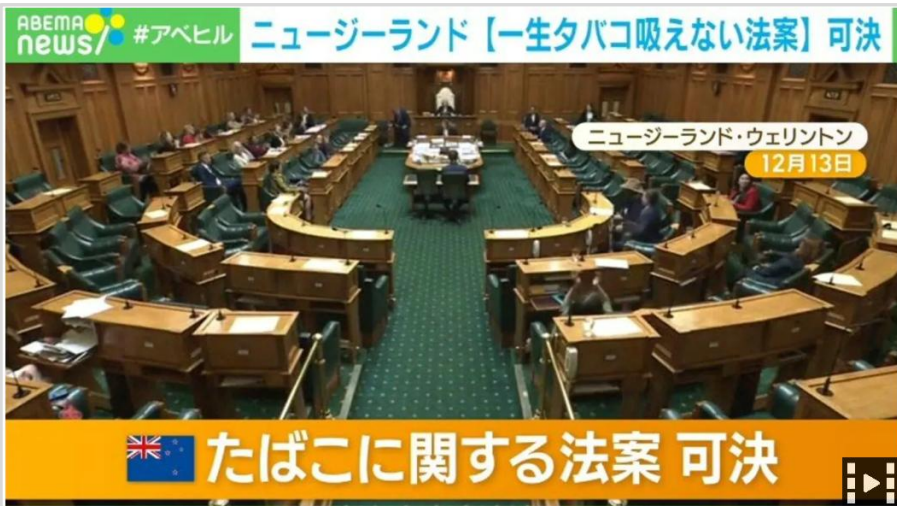 ABEMA
news/
#アベヒル
ニュージーランド【一生タバコ吸えない法案】可決
ニュージーランド・ウェリントン
12月13日
たばこに関する法案 可決